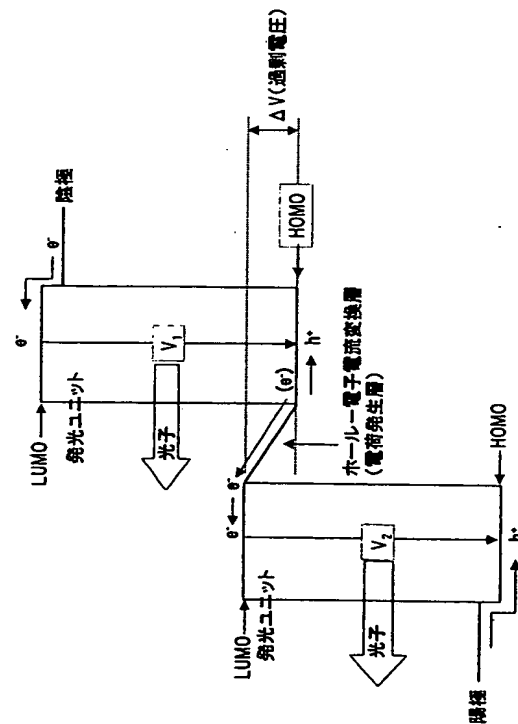 LUMO
発光ユニット
e⁻
e⁻
陰極
V₁
光子
HOMO
ΔV(過剰電圧)
h⁺
(e⁻)
ホール−電子電流変換層
(電荷発生層)
LUMO
発光ユニット
e⁻
e⁻
e⁻
V₂
光子
HOMO
陽極
h⁺